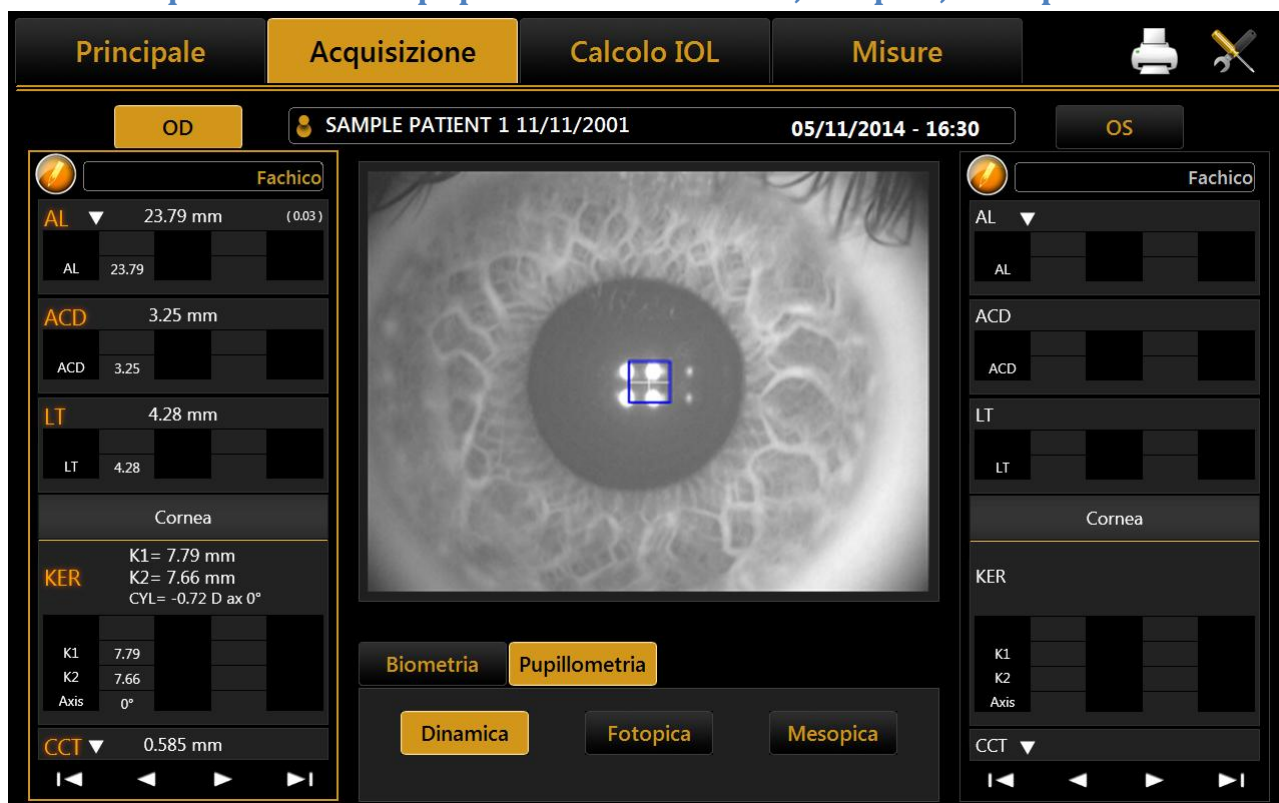 Principale
Acquisizione
Calcolo IOL
Misure
OD
SAMPLE PATIENT 1 11/11/2001
05/11/2014 - 16:30
OS
Fachico
AL
23.79 mm
(0.03)
AL 23.79
ACD
3.25 mm
ACD 3.25
LT
4.28 mm
LT 4.28
Cornea
KER
K1= 7.79 mm
K2= 7.66 mm
CYL= -0.72 D ax 0°
K1 7.79
K2 7.66
Axis 0°
CCT
0.585 mm
Biometria
Pupillometria
Dinamica
Fotopica
Mesopica
Fachico
AL
AL
ACD
ACD
LT
LT
Cornea
KER
K1
K2
Axis
CCT